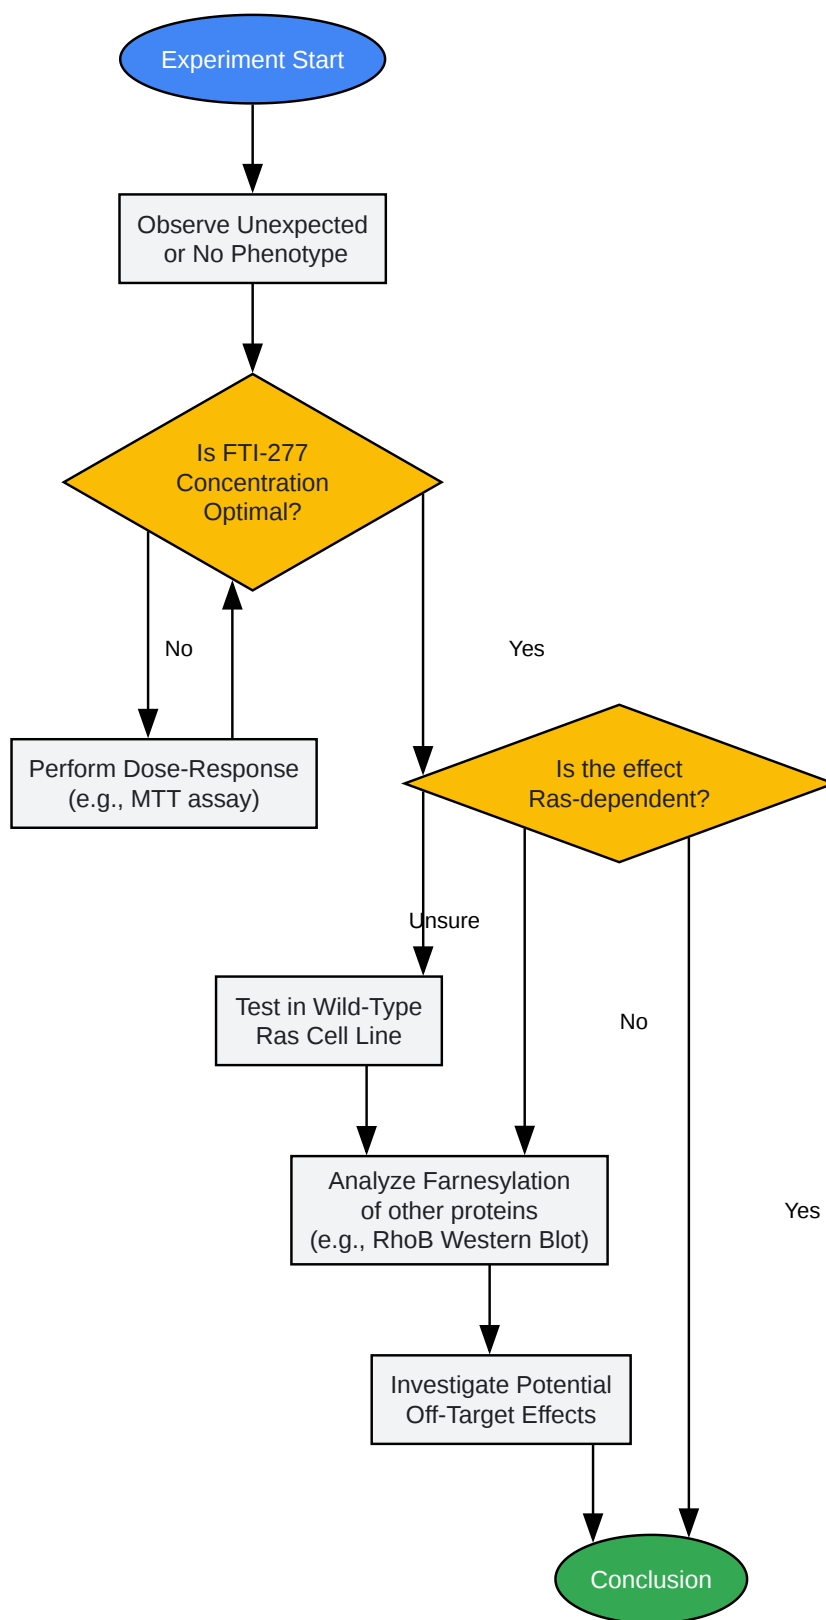 Experiment Start
Observe Unexpected
or No Phenotype
Is FTI-277
Concentration
Optimal?
No
Yes
Perform Dose-Response
(e.g., MTT assay)
Is the effect
Ras-dependent?
Unsure
Test in Wild-Type
Ras Cell Line
No
Analyze Farnesylation
of other proteins
(e.g., RhoB Western Blot)
Yes
Investigate Potential
Off-Target Effects
Conclusion